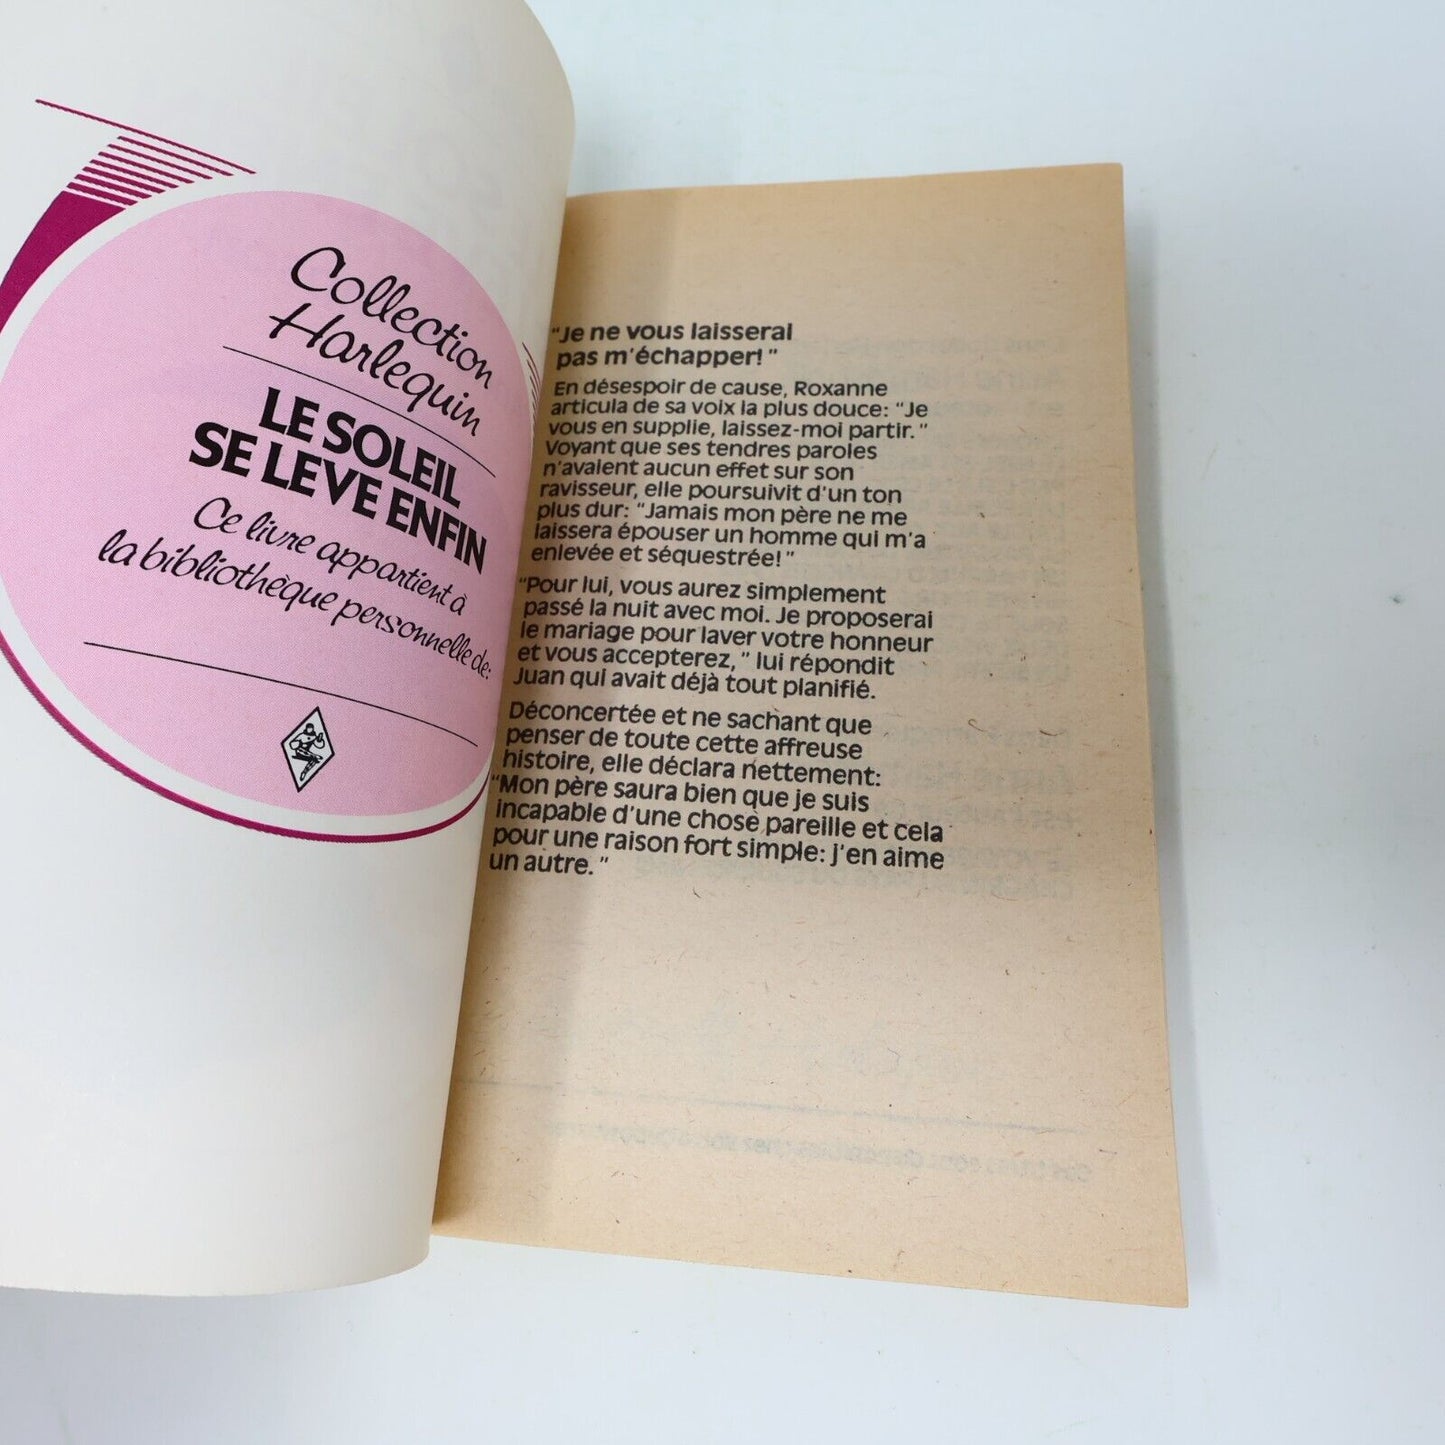 Collection
Harlequin
LE SOLEIL
SE LEVE ENFIN
Ce livre appartient à
la bibliothèque personnelle de:
"Je ne vous laisserai
pas m'échapper!"
En désespoir de cause, Roxanne
articula de sa voix la plus douce: "Je
vous en supplie, laissez-moi partir."
Voyant que ses tendres paroles
n'avaient aucun effet sur son
ravisseur, elle poursuivit d'un ton
plus dur: "Jamais mon père ne me
laissera épouser un homme qui m'a
enlevée et séquestrée!"
"Pour lui, vous aurez simplement
passé la nuit avec moi. Je proposerai
le mariage pour laver votre honneur
et vous accepterez," lui répondit
Juan qui avait déjà tout planifié.
Déconcertée et ne sachant que
penser de toute cette affreuse
histoire, elle déclara nettement:
"Mon père saura bien que je suis
incapable d'une chose pareille et cela
pour une raison fort simple: j'en aime
un autre."